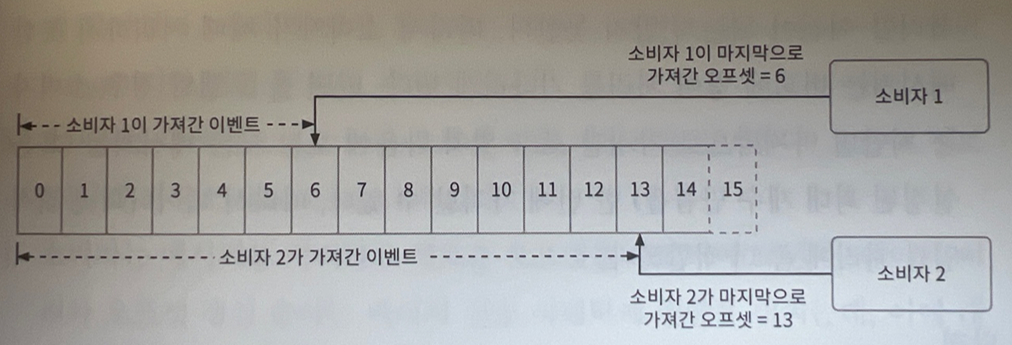 소비자 1이 마지막으로
가져간 오프셋 = 6
소비자 1
소비자 1이 가져간 이벤트
0 1 2 3 4 5 6 7 8 9 10 11 12 13 14 15
소비자 2가 가져간 이벤트
소비자 2
소비자 2가 마지막으로
가져간 오프셋 = 13